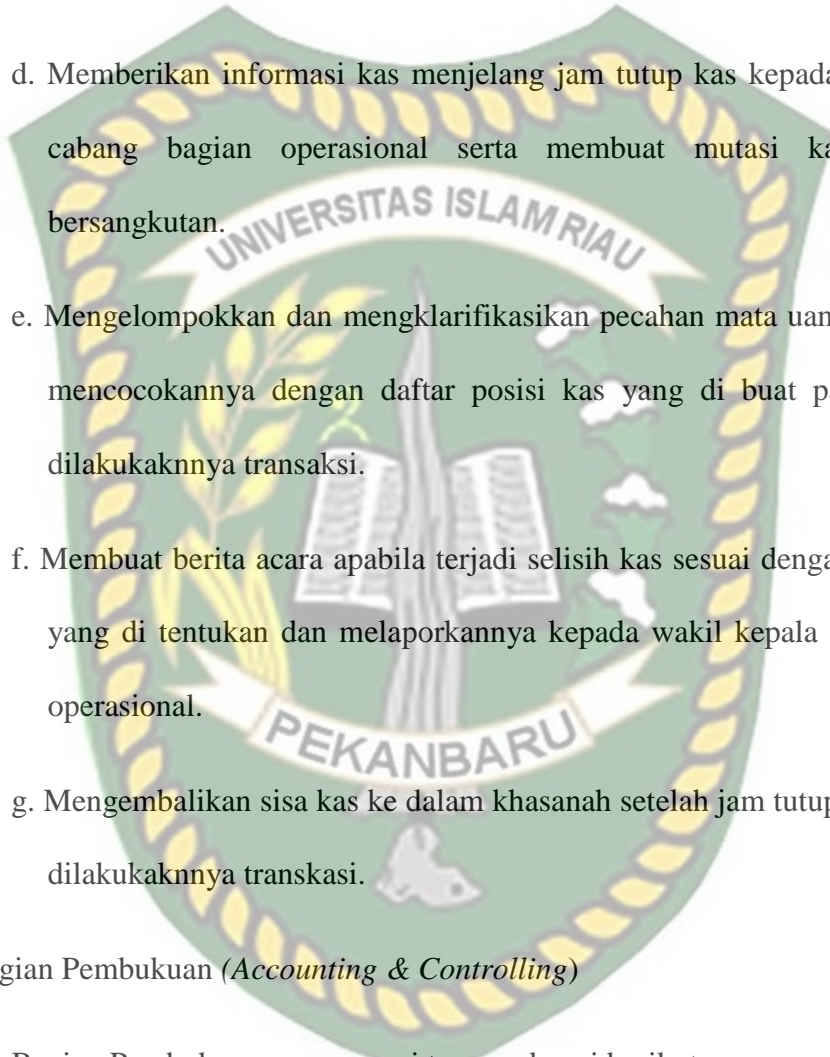 d. Memberikan informasi kas menjelang jam tutup kas kepada
cabang bagian operasional serta membuat mutasi ka
bersangkutan.
UNIVERSITAS ISLAM RIAU
e. Mengelompokkan dan mengklarifikasikan pecahan mata uan
mencocokannya dengan daftar posisi kas yang di buat p
dilakukaknnya transaksi.
f. Membuat berita acara apabila terjadi selisih kas sesuai denga
yang di tentukan dan melaporkannya kepada wakil kepala
operasional.
PEKANBARU
g. Mengembalikan sisa kas ke dalam khasanah setelah jam tutup
dilakukaknnya transkasi.
gian Pembukuan (Accounting & Controlling)